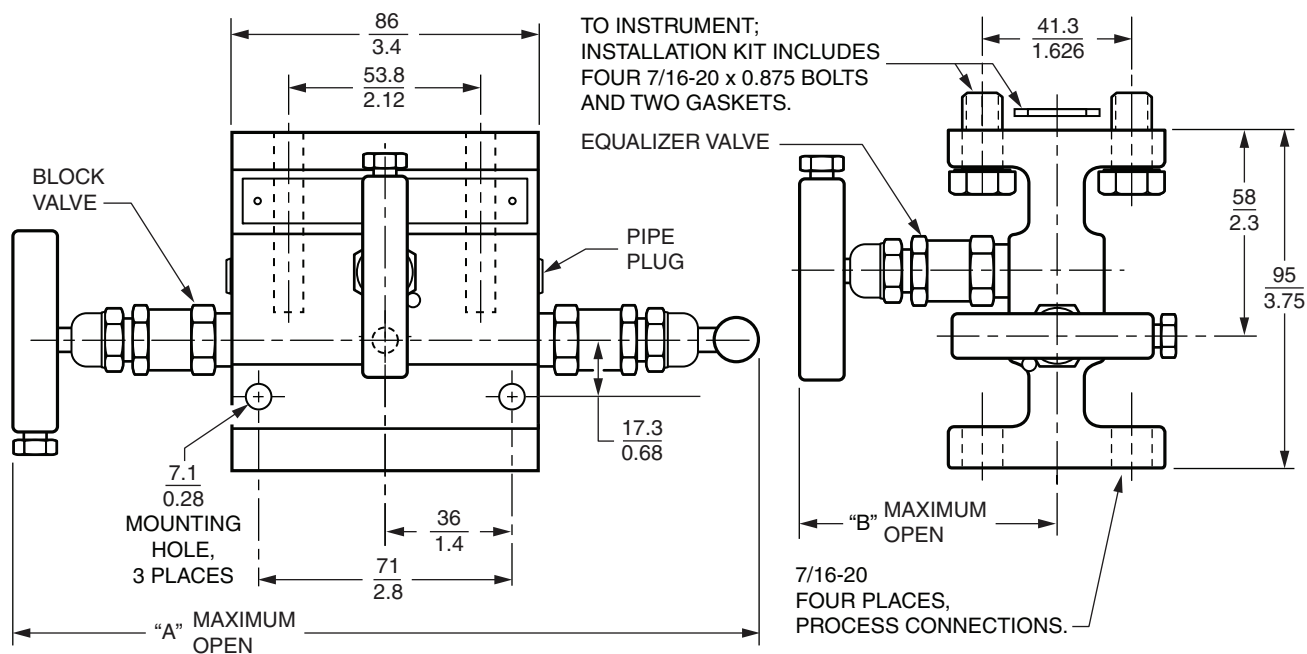 86
3.4
53.8
2.12
TO INSTRUMENT;
INSTALLATION KIT INCLUDES
FOUR 7/16-20 x 0.875 BOLTS
AND TWO GASKETS.
41.3
1.626
EQUALIZER VALVE
BLOCK
VALVE
PIPE
PLUG
58
2.3
95
3.75
17.3
0.68
7.1
0.28
MOUNTING
HOLE,
3 PLACES
36
1.4
71
2.8
“A” MAXIMUM
OPEN
“B” MAXIMUM
OPEN
7/16-20
FOUR PLACES,
PROCESS CONNECTIONS.